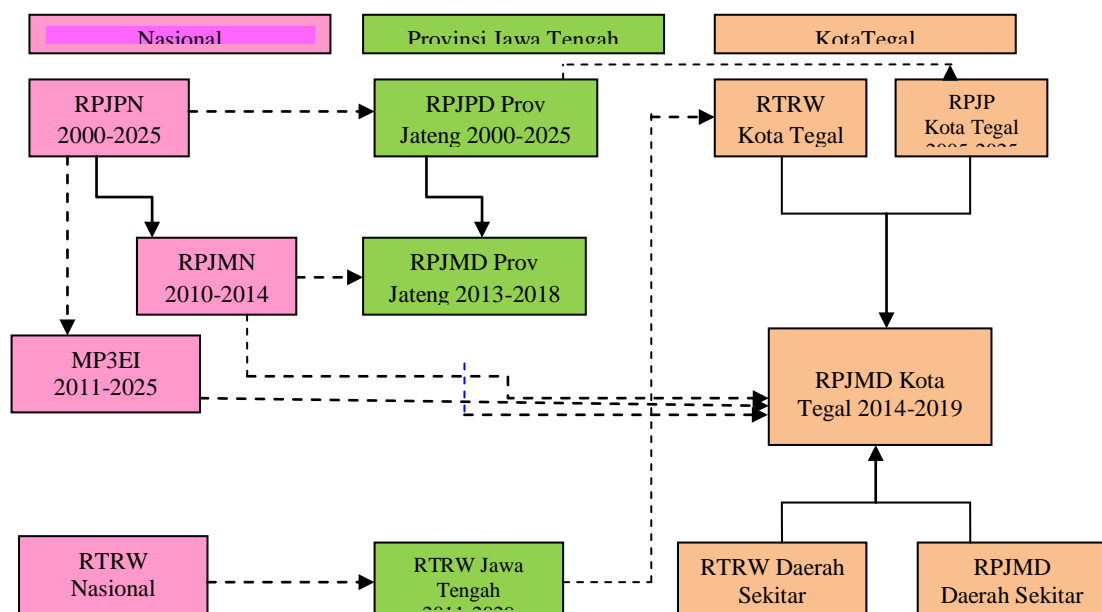 Nasional
Provinsi Jawa Tengah
KotaTegal
RPJPN
2000-2025
RPJPD Prov
Jateng 2000-2025
RTRW
Kota Tegal
RPJP
Kota Tegal
2005-2025
RPJMN
2010-2014
RPJMD Prov
Jateng 2013-2018
MP3EI
2011-2025
RPJMD Kota
Tegal 2014-2019
RTRW
Nasional
RTRW Jawa
Tengah
RTRW Daerah
Sekitar
RPJMD
Daerah Sekitar